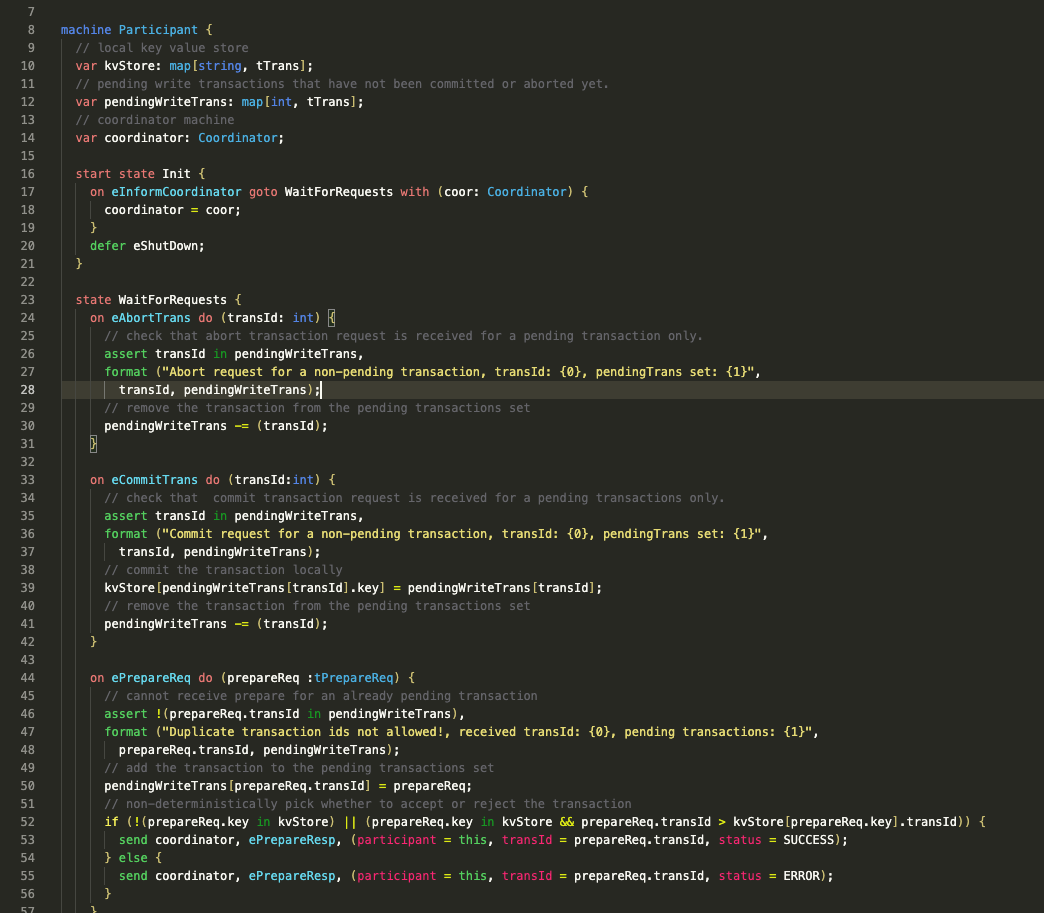 7
8 machine Participant {
9 // local key value store
10 var kvStore: map[string, tTrans];
11 // pending write transactions that have not been committed or aborted yet.
12 var pendingWriteTrans: map[int, tTrans];
13 // coordinator machine
14 var coordinator: Coordinator;
15
16 start state Init {
17 on eInformCoordinator goto WaitForRequests with (coor: Coordinator) {
18 coordinator = coor;
19 }
20 defer eShutDown;
21 }
22
23 state WaitForRequests {
24 on eAbortTrans do (transId: int) {
25 // check that abort transaction request is received for a pending transaction only.
26 assert transId in pendingWriteTrans,
27 format ("Abort request for a non-pending transaction, transId: {0}, pendingTrans set: {1}",
28 transId, pendingWriteTrans);
29 // remove the transaction from the pending transactions set
30 pendingWriteTrans -= (transId);
31 }
32
33 on eCommitTrans do (transId:int) {
34 // check that  commit transaction request is received for a pending transactions only.
35 assert transId in pendingWriteTrans,
36 format ("Commit request for a non-pending transaction, transId: {0}, pendingTrans set: {1}",
37 transId, pendingWriteTrans);
38 // commit the transaction locally
39 kvStore[pendingWriteTrans[transId].key] = pendingWriteTrans[transId];
40 // remove the transaction from the pending transactions set
41 pendingWriteTrans -= (transId);
42 }
43
44 on ePrepareReq do (prepareReq :tPrepareReq) {
45 // cannot receive prepare for an already pending transaction
46 assert !(prepareReq.transId in pendingWriteTrans),
47 format ("Duplicate transaction ids not allowed!, received transId: {0}, pending transactions: {1}",
48 prepareReq.transId, pendingWriteTrans);
49 // add the transaction to the pending transactions set
50 pendingWriteTrans[prepareReq.transId] = prepareReq;
51 // non-deterministically pick whether to accept or reject the transaction
52 if (!(prepareReq.key in kvStore) || (prepareReq.key in kvStore && prepareReq.transId > kvStore[prepareReq.key].transId)) {
53 send coordinator, ePrepareResp, (participant = this, transId = prepareReq.transId, status = SUCCESS);
54 } else {
55 send coordinator, ePrepareResp, (participant = this, transId = prepareReq.transId, status = ERROR);
56 }
57 }